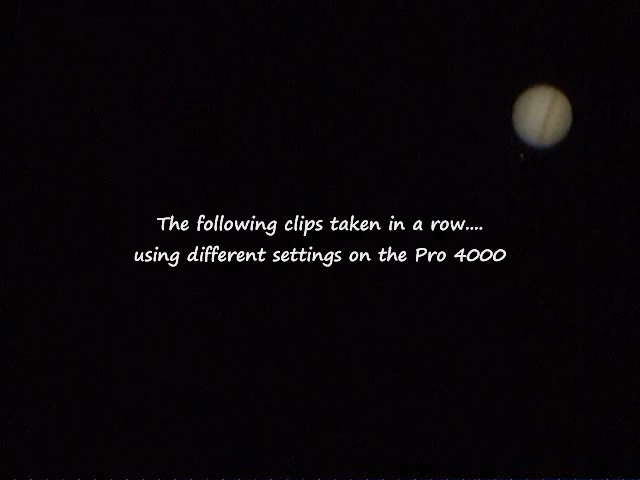 The following clips taken in a row....
using different settings on the Pro 4000